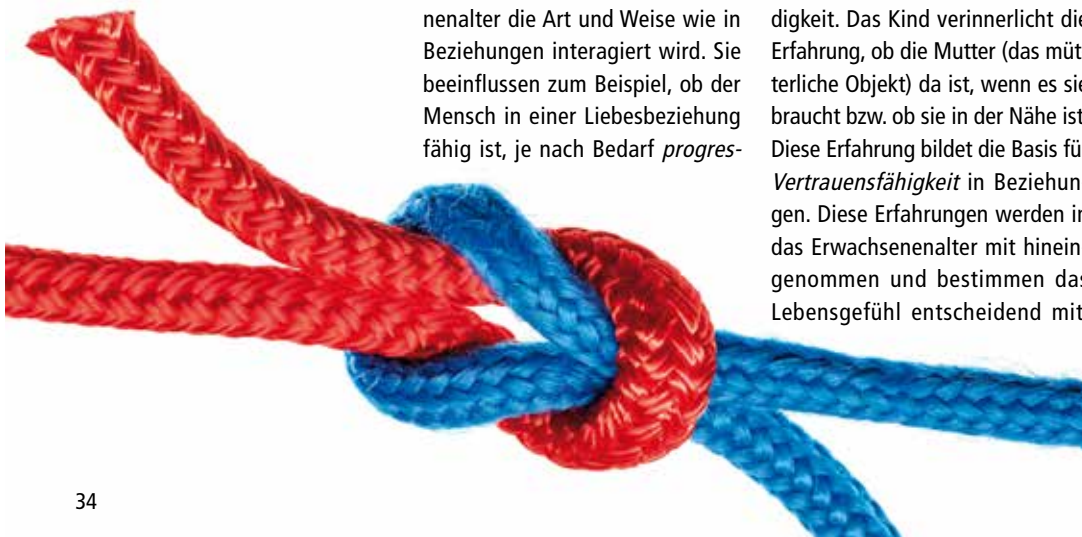 nenalter die Art und Weise wie in
Beziehungen interagiert wird. Sie
beeinflussen zum Beispiel, ob der
Mensch in einer Liebesbeziehung
fähig ist, je nach Bedarf progres-
digkeit. Das Kind verinnerlicht die
Erfahrung, ob die Mutter (das müt
terliche Objekt) da ist, wenn es sie
braucht bzw. ob sie in der Nähe ist
Diese Erfahrung bildet die Basis fü
Vertrauensfähigkeit in Beziehun
gen. Diese Erfahrungen werden in
das Erwachsenenalter mit hinein
genommen und bestimmen das
Lebensgefühl entscheidend mit
34